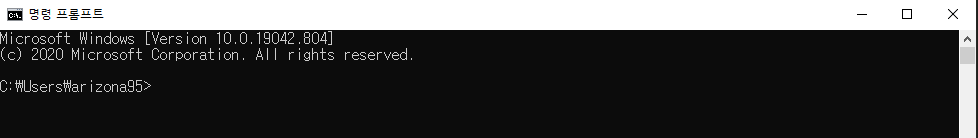 명령 프롬프트
Microsoft Windows [Version 10.0.19042.804]
(c) 2020 Microsoft Corporation. All rights reserved.
C:₩Users₩arizona95>